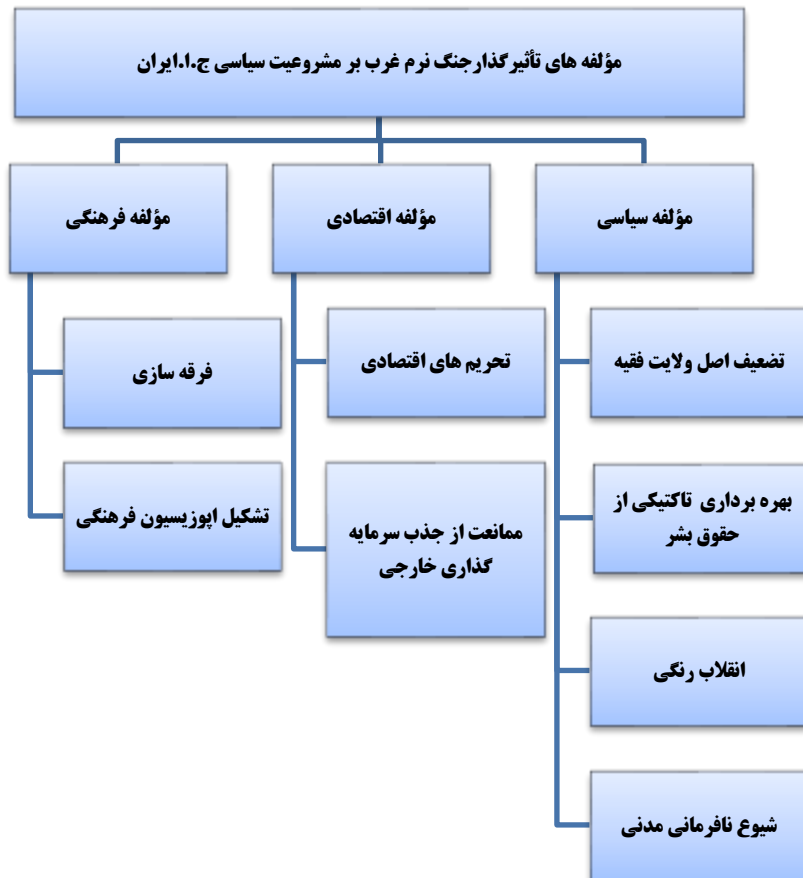 مؤلفه های تأثیرگذارجنگ نرم غرب بر مشروعیت سیاسی ج.ا.ایران
مؤلفه سیاسی
مؤلفه اقتصادی
مؤلفه فرهنگی
تضعیف اصل ولایت فقیه
بهره برداری تاکتیکی از
حقوق بشر
انقلاب رنگی
شیوع نافرمانی مدنی
تحریم های اقتصادی
ممانعت از جذب سرمایه
گذاری خارجی
فرقه سازی
تشکیل اپوزیسیون فرهنگی